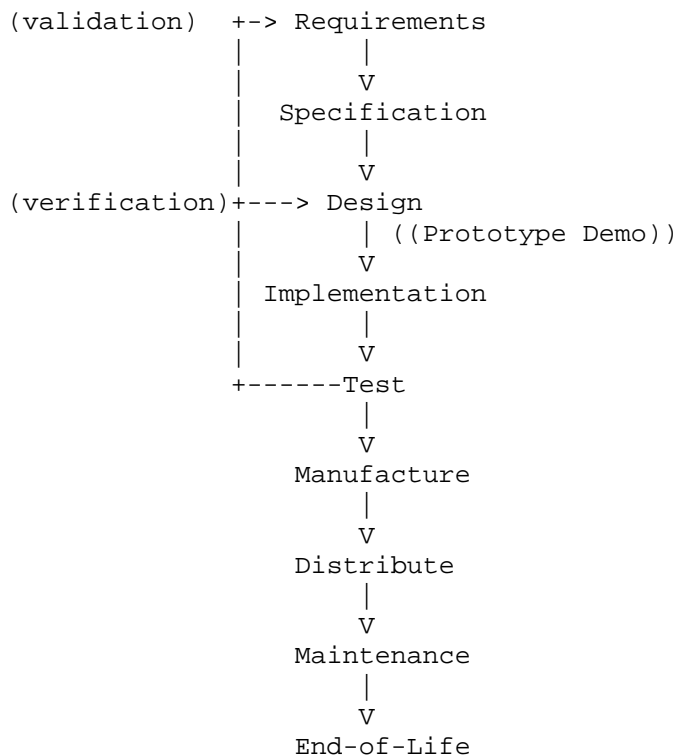 (validation)  +-> Requirements
              |       |
              |       V
              |  Specification
              |       |
              |       V
(verification)+---> Design
              |       | ((Prototype Demo))
              |       V
              | Implementation
              |       |
              |       V
              +------Test
                      |
                      V
                  Manufacture
                      |
                      V
                  Distribute
                      |
                      V
                  Maintenance
                      |
                      V
                  End-of-Life